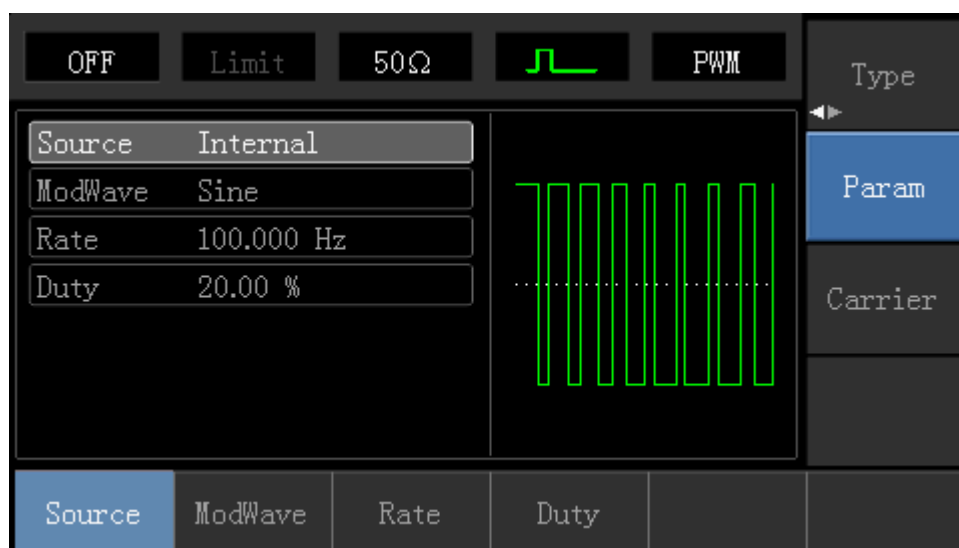 OFF Limit 50Ω PWM
Type
Source Internal
ModWave Sine
Rate 100.000 Hz
Duty 20.00 %
Param
Carrier
Source ModWave Rate Duty